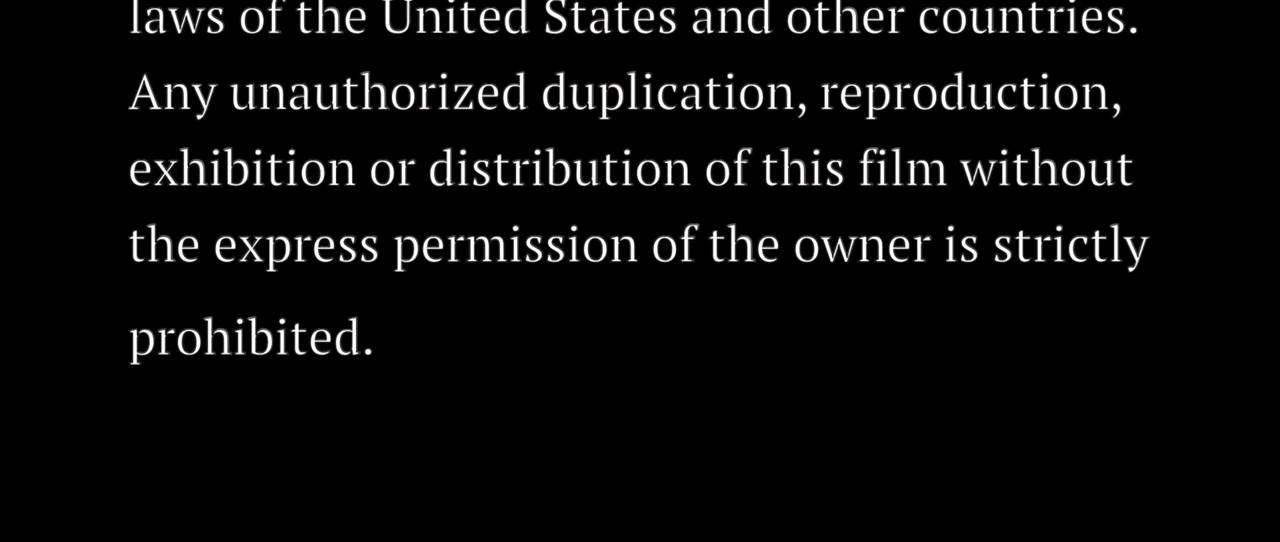 laws of the United States and other countries.
Any unauthorized duplication, reproduction,
exhibition or distribution of this film without
the express permission of the owner is strictly
prohibited.